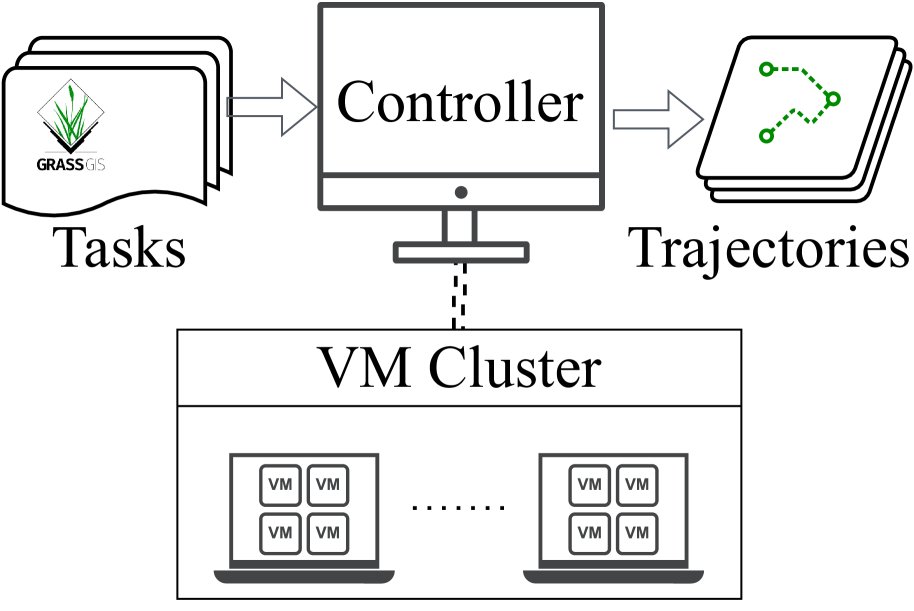 GRASS GIS
Controller
Tasks
Trajectories
VM Cluster
VM VM VM VM
VM VM VM VM